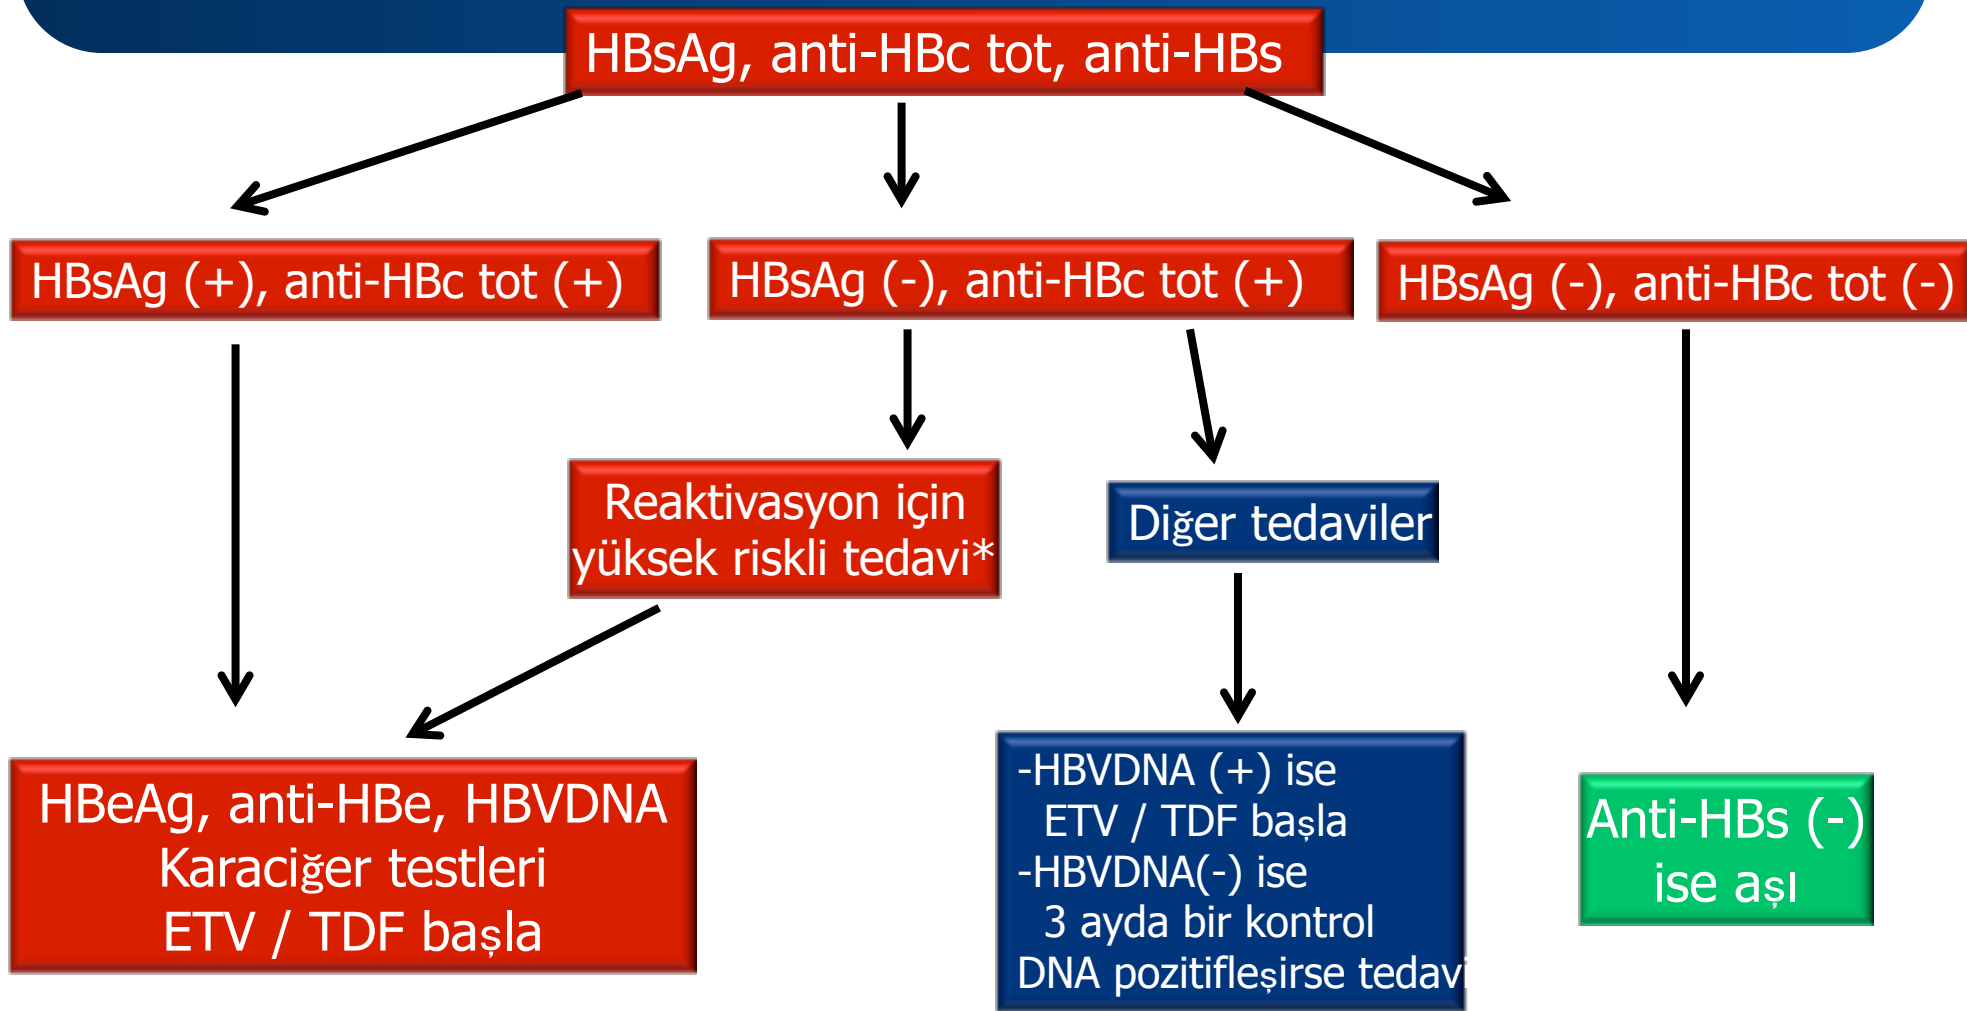 HBsAg, anti-HBc tot, anti-HBs
HBsAg (+), anti-HBc tot (+)
HBsAg (-), anti-HBc tot (+)
HBsAg (-), anti-HBc tot (-)
Reaktivasyon için
yüksek riskli tedavi*
Diğer tedaviler
HBeAg, anti-HBe, HBVDNA
Karaciğer testleri
ETV / TDF başla
-HBVDNA (+) ise
ETV / TDF başla
-HBVDNA(-) ise
3 ayda bir kontrol
DNA pozitifleşirse tedavi
Anti-HBs (-)
ise aşı